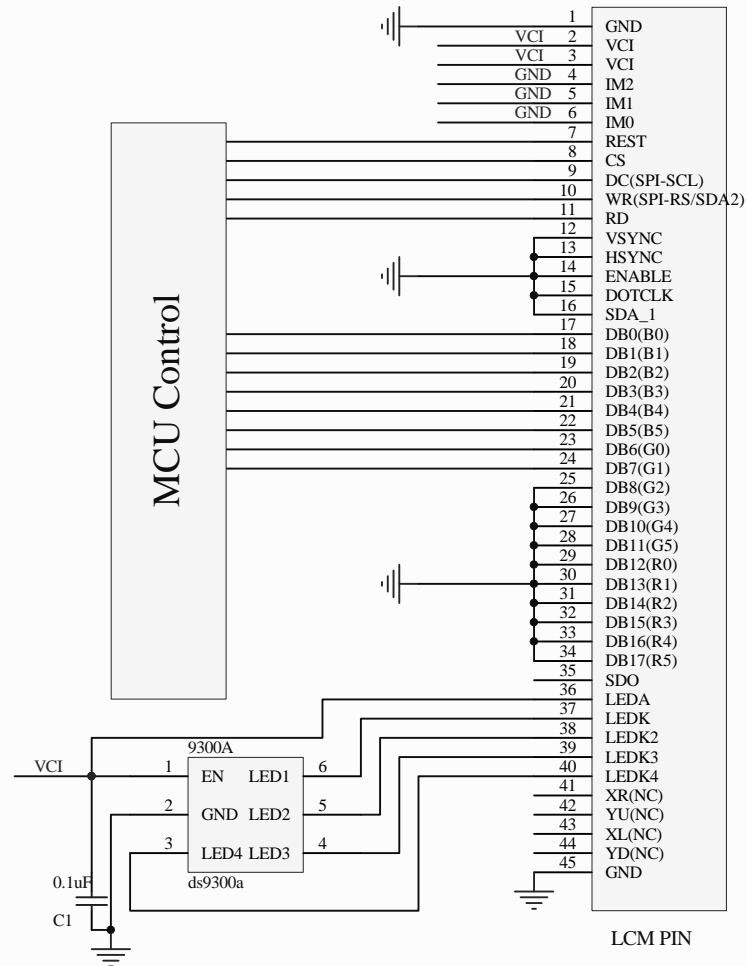 1 GND
VCI 2 VCI
VCI 3 VCI
GND 4 IM2
GND 5 IM1
GND 6 IM0
7 REST
8 CS
9 DC(SPI-SCL)
10 WR(SPI-RS/SDA2)
11 RD
12 VSYNC
13 HSYNC
14 ENABLE
15 DOTCLK
16 SDA_1
17 DB0(B0)
18 DB1(B1)
19 DB2(B2)
20 DB3(B3)
21 DB4(B4)
22 DB5(B5)
23 DB6(G0)
24 DB7(G1)
25 DB8(G2)
26 DB9(G3)
27 DB10(G4)
28 DB11(G5)
29 DB12(R0)
30 DB13(R1)
31 DB14(R2)
32 DB15(R3)
33 DB16(R4)
34 DB17(R5)
35 SDO
36 LEDA
37 LEDK
38 LEDK2
39 LEDK3
40 LEDK4
41 XR(NC)
42 YU(NC)
43 XL(NC)
44 YD(NC)
45 GND
LCM PIN
MCU Control
9300A
VCI 1 EN LED1 6
2 GND LED2 5
3 LED4 LED3 4
ds9300a
0.1uF
C1